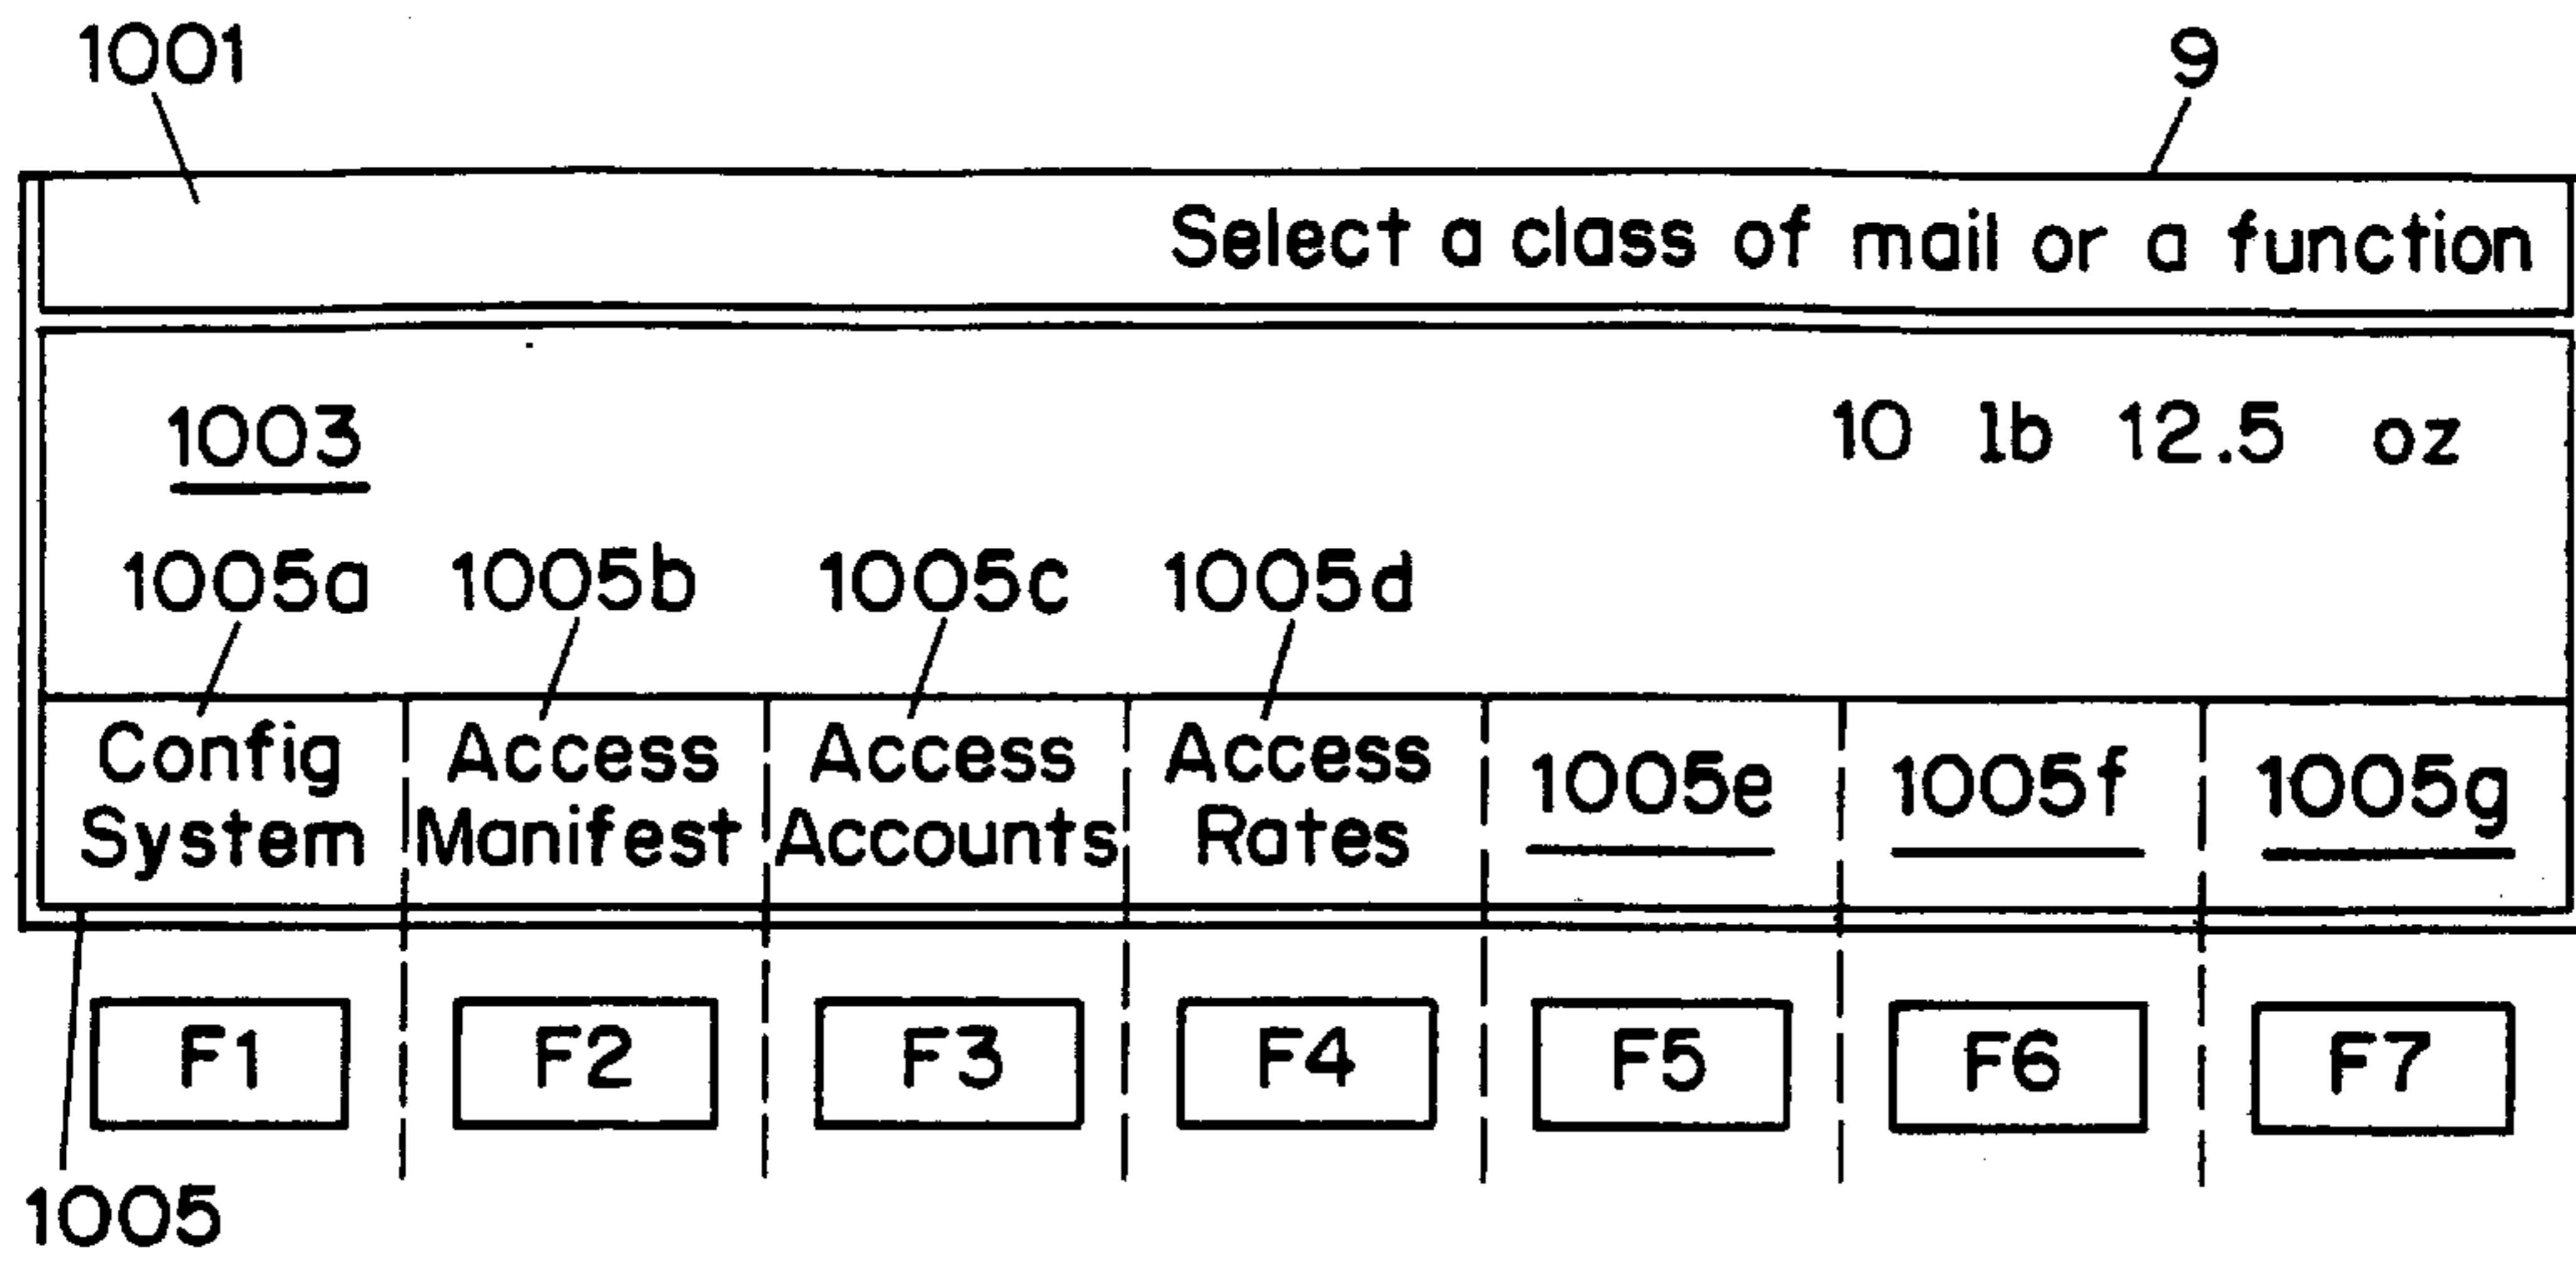 1001 9
Select a class of mail or a function
1003 10 lb 12.5 oz
1005a 1005b 1005c 1005d
Config Access Access Access
System Manifest Accounts Rates
1005e 1005f 1005g
F1 F2 F3 F4 F5 F6 F7
1005